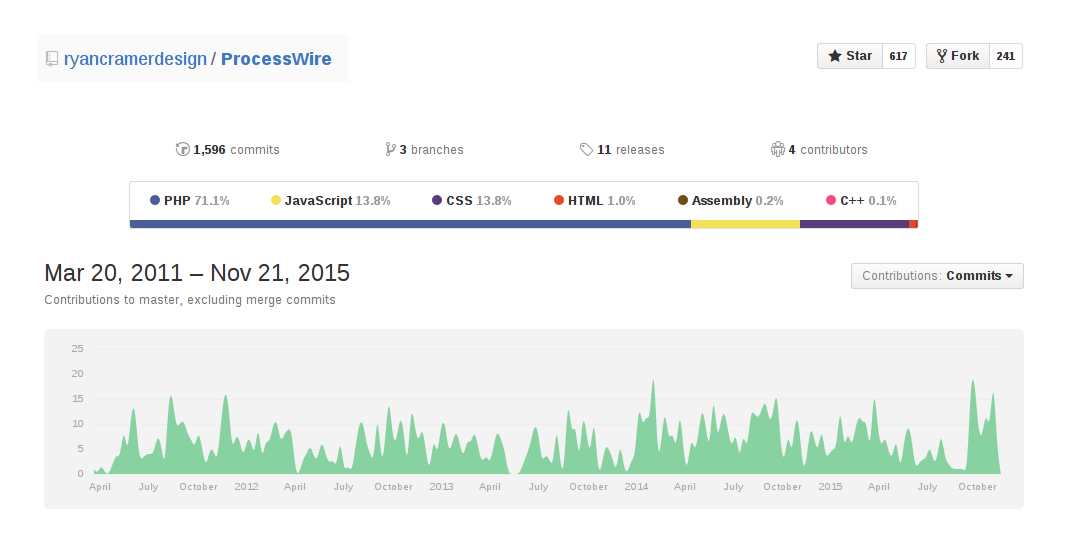 ryancramerdesign / ProcessWire
Star 617 Fork 241
1,596 commits 3 branches 11 releases 4 contributors
PHP 71.1% JavaScript 13.8% CSS 13.8% HTML 1.0% Assembly 0.2% C++ 0.1%
Mar 20, 2011 – Nov 21, 2015
Contributions: Commits
Contributions to master, excluding merge commits
25
20
15
10
5
0
April July October 2012 April July October 2013 April July October 2014 April July October 2015 April July October